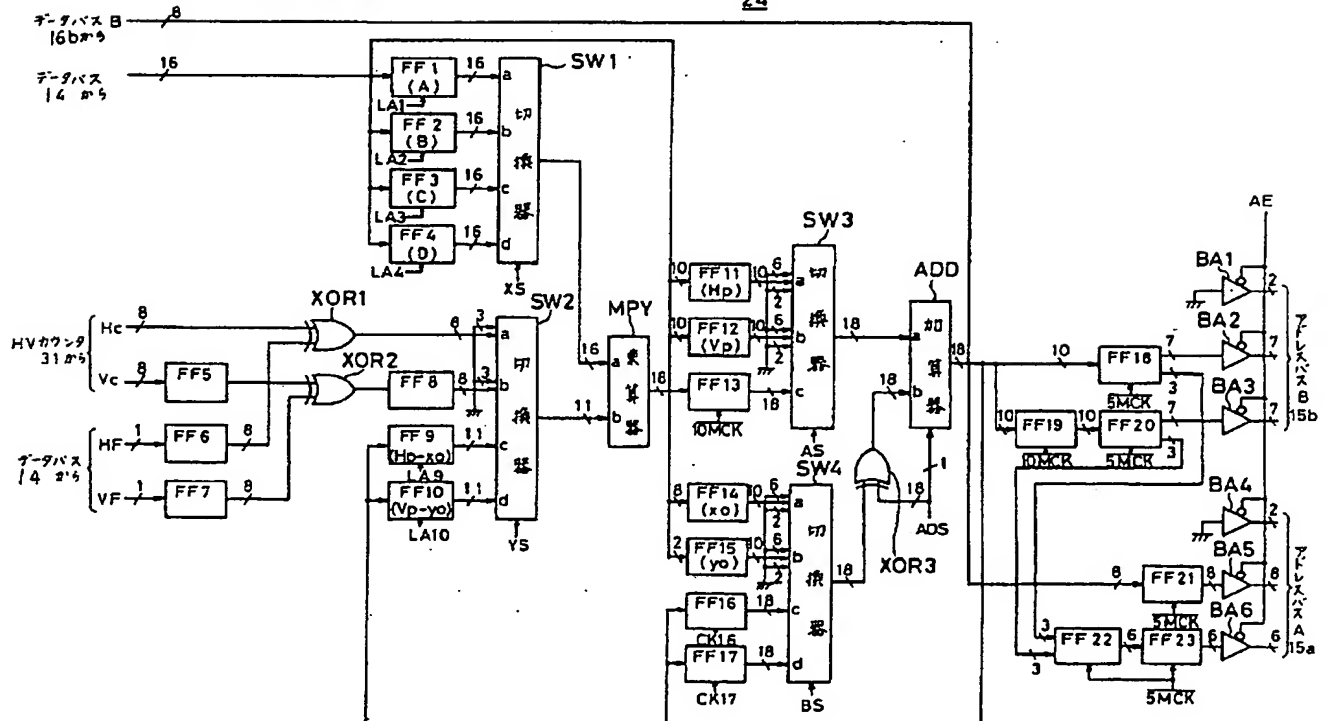 24
データバス B
16bから
8
データバス
14 から
16
FF1
(A)
LA1
16
FF2
(B)
LA2
16
FF3
(C)
LA3
16
FF4
(D)
LA4
16
SW1
a
b
c
d
切
換
器
XS
HVカウンタ
31から
Hc
8
Vc
8
データバス
14から
HF
1
VF
1
FF5
FF6
8
FF7
8
XOR1
XOR2
8
FF8
8
3
3
FF9
(Hp-xo)
LA9
11
FF10
(Vp-yo)
LA10
11
SW2
a
b
c
d
切
換
器
YS
16
11
MPY
a
b
乗
算
器
18
10
FF11
(Hp)
10
6
2
10
FF12
(Vp)
10
6
2
FF13
10MCK
18
SW3
a
b
c
切
換
器
AS
18
8
FF14
(xo)
10
6
2
2
FF15
(yo)
10
6
2
FF16
CK16
18
FF17
CK17
18
SW4
a
b
c
d
切
換
器
BS
18
XOR3
18
18
1
ADS
ADD
a
b
加
算
器
18
10
FF18
5MCK
7
3
10
FF19
10MCK
10
FF20
5MCK
7
3
8
FF21
5MCK
8
3
3
FF22
6
FF23
5MCK
6
AE
BA1
2
BA2
7
BA3
7
アドレスバス B
15b
BA4
2
BA5
8
BA6
6
アドレスバス A
15a